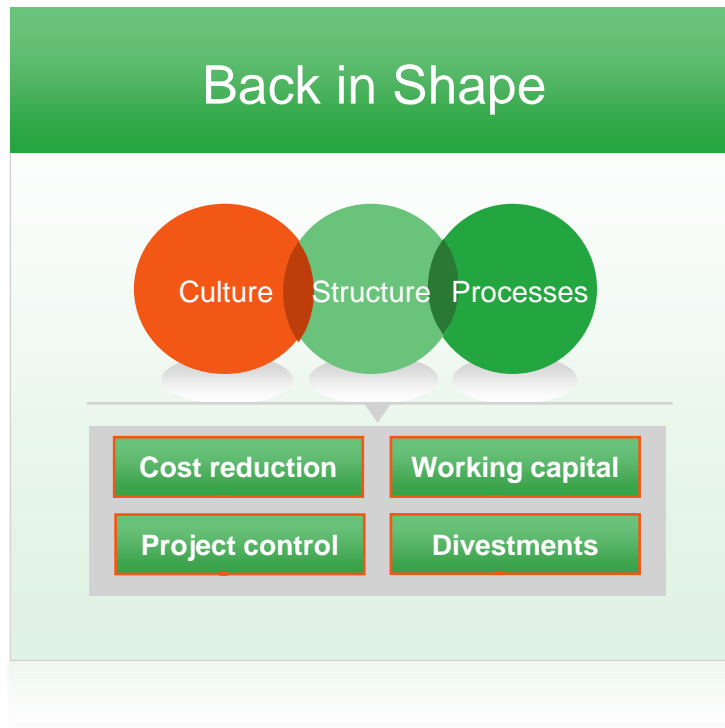 Back in Shape
Culture Structure Processes
Cost reduction Working capital
Project control Divestments